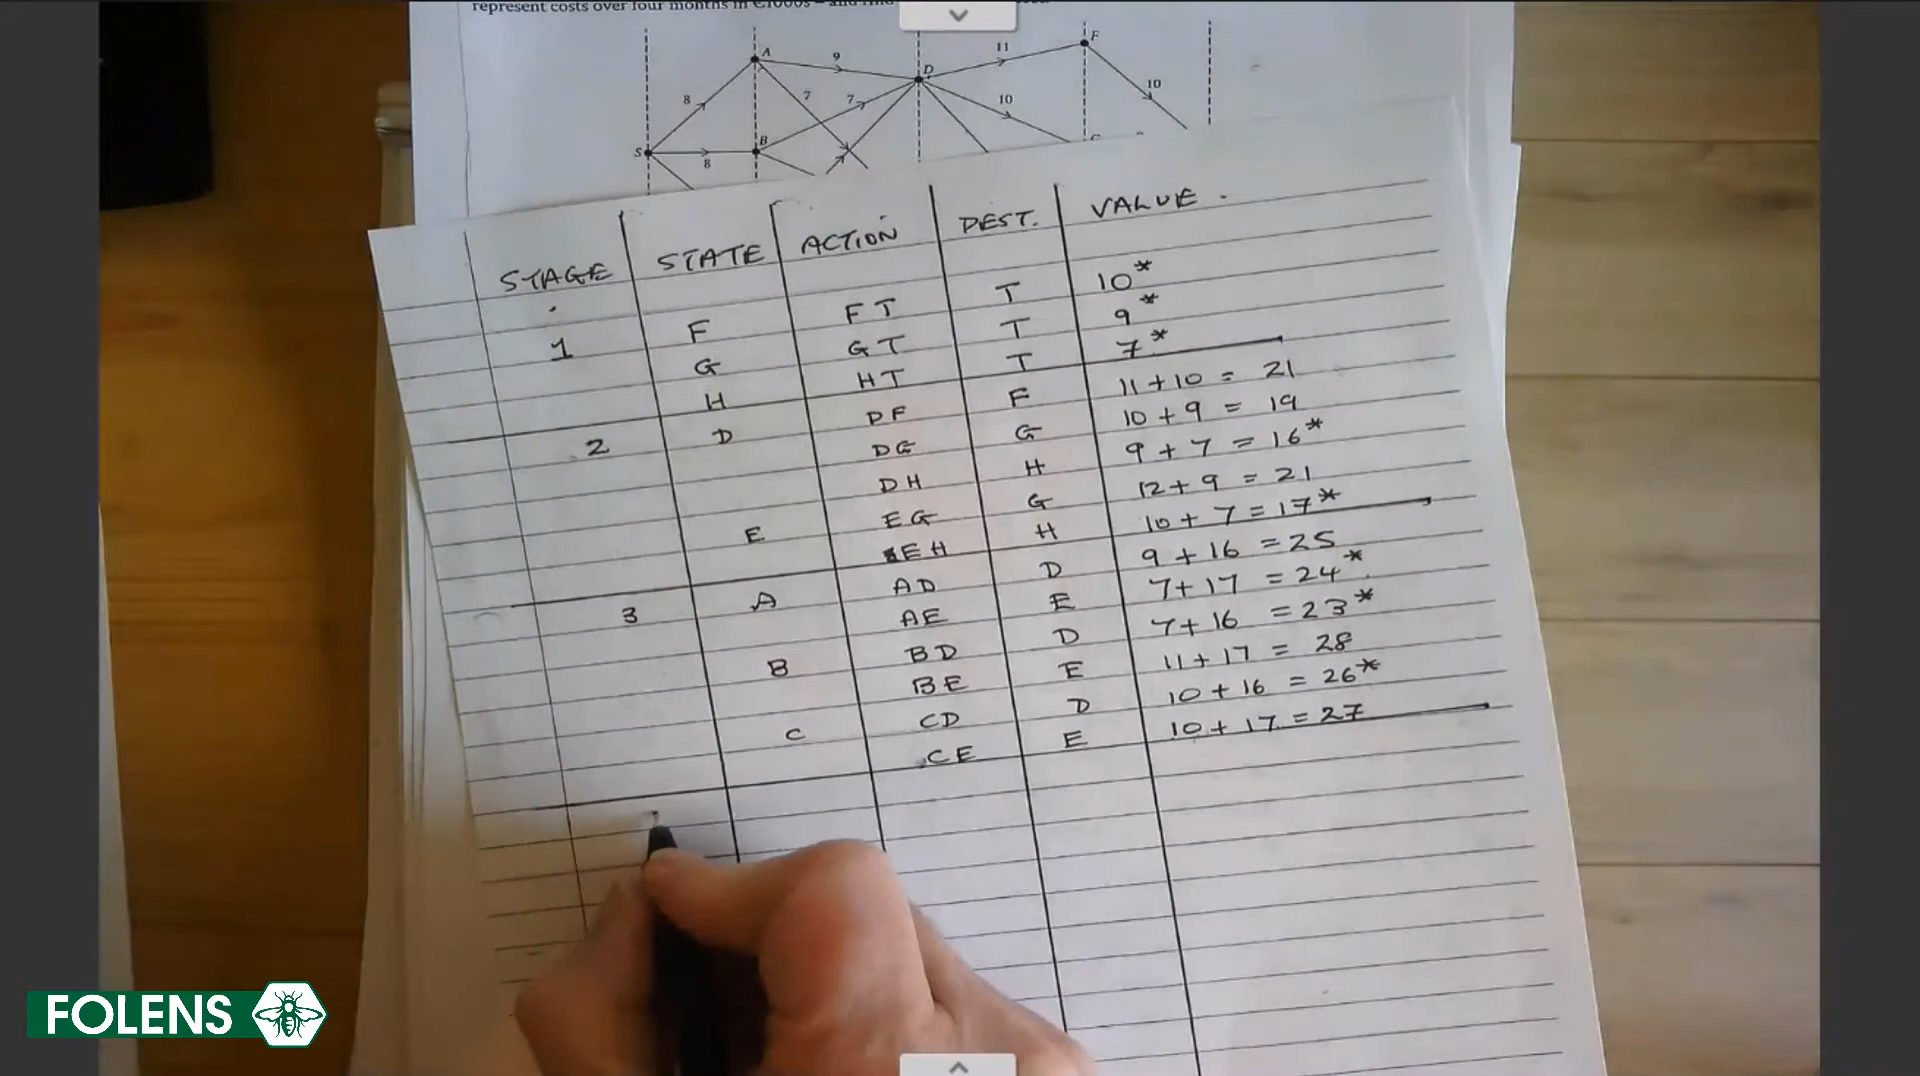 represent costs over four months in €1000s
A 9 D 11 F
8 7 7 10 10
S 8 B
STAGE STATE ACTION DEST. VALUE.
1 F FT T 10*
G GT T 9*
H HT T 7*
2 D DF F 11 + 10 = 21
DG G 10 + 9 = 19
DH H 9 + 7 = 16*
E EG G 12 + 9 = 21
EH H 10 + 7 = 17*
3 A AD D 9 + 16 = 25
AE E 7 + 17 = 24*
B BD D 7 + 16 = 23*
BE E 11 + 17 = 28
C CD D 10 + 16 = 26*
CE E 10 + 17 = 27
FOLENS